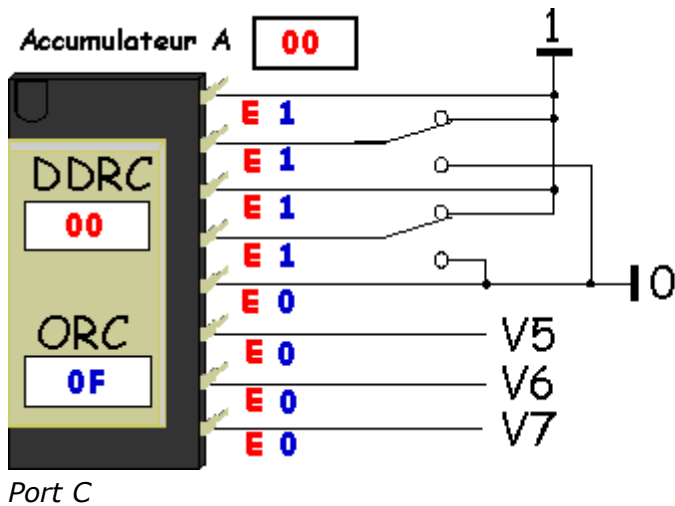 Accumulateur A 00
1
E 1
E 1
DDRC
00
E 1
E 1
0
E 0
ORC
0F
V5
E 0
V6
E 0
V7
E 0
Port C